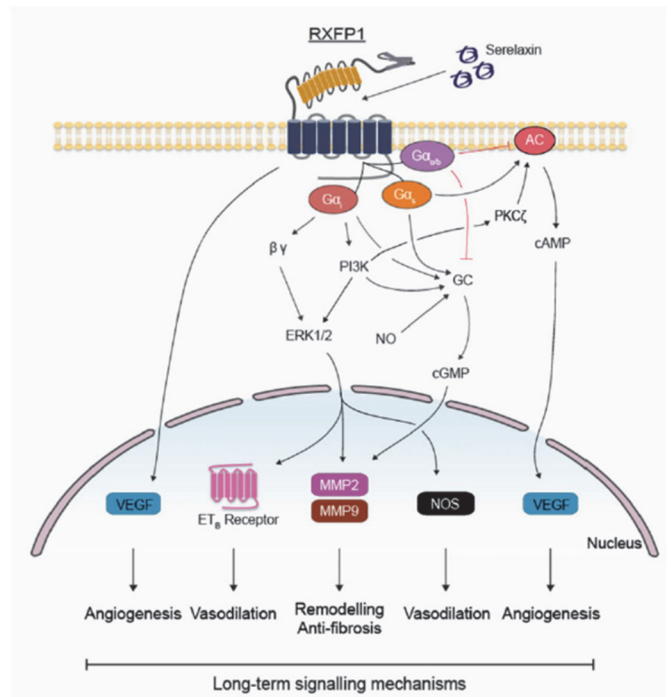 RXFP1
Serelaxin
AC
Gαo/b
Gαi
Gαs
PKCζ
βγ
PI3K
GC
cAMP
ERK1/2
NO
cGMP
VEGF
ETB Receptor
MMP2
MMP9
NOS
VEGF
Nucleus
Angiogenesis
Vasodilation
Remodelling
Anti-fibrosis
Vasodilation
Angiogenesis
Long-term signalling mechanisms